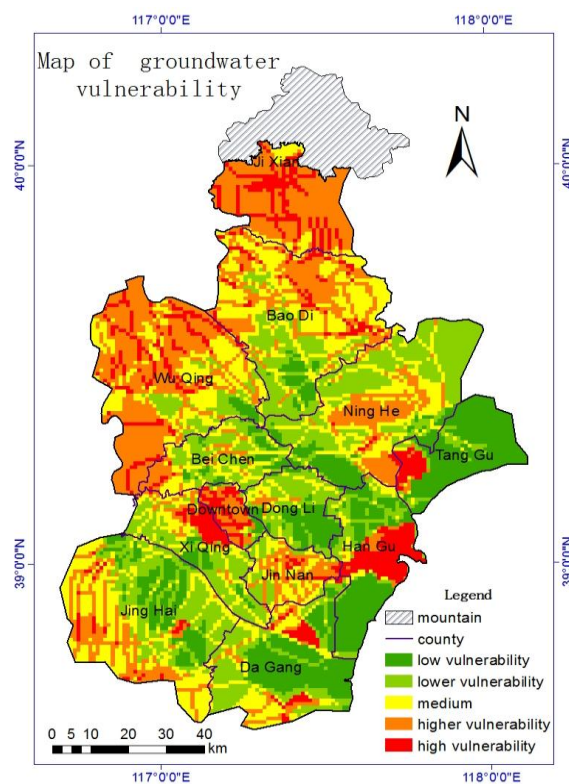 117°0'0"E
118°0'0"E
Map of groundwater
vulnerability
N
40°0'0"N
40°0'0"N
Ji Xian
Bao Di
Wu Qing
Ning He
Tang Gu
Bei Chen
Downtown
Dong Li
Xi Qing
Han Gu
39°0'0"N
39°0'0"N
Jin Nan
Jing Hai
Da Gang
Legend
mountain
county
low vulnerability
lower vulnerability
medium
higher vulnerability
high vulnerability
0 5 10 20 30 40
km
117°0'0"E
118°0'0"E